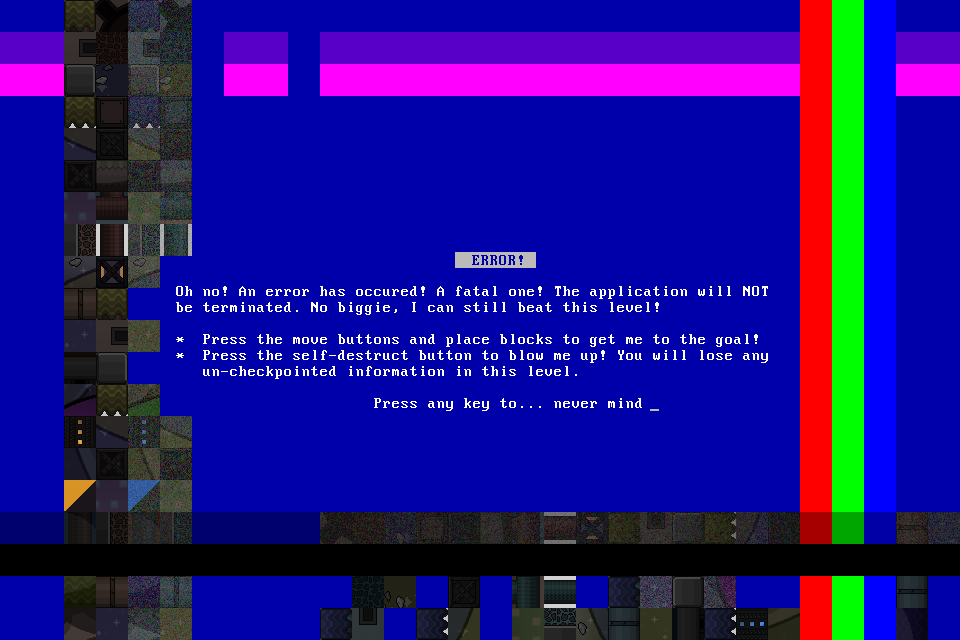 ERROR!
Oh no! An error has occured! A fatal one! The application will NOT
be terminated. No biggie, I can still beat this level!
* Press the move buttons and place blocks to get me to the goal!
* Press the self-destruct button to blow me up! You will lose any
un-checkpointed information in this level.
Press any key to... never mind _